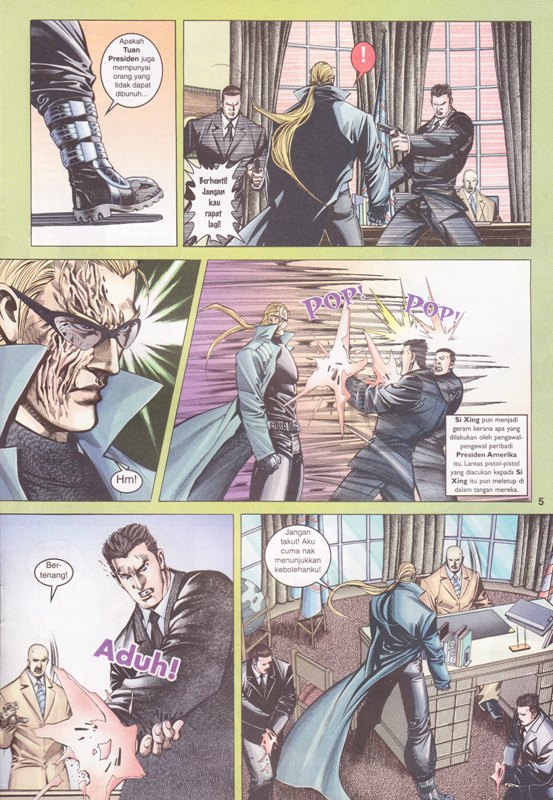 Apakah
Tuan
Presiden juga
mempunyai
orang yang
tidak dapat
dibunuh...
!
Berhenti!
Jangan
kau
rapat
lagi!
Hm!
POP!
POP!
Si Xing pun menjadi
geram kerana apa yang
dilakukan oleh pengawal-
pengawal peribadi
Presiden Amerika
itu. Lantas pistol-pistol
yang diacukan kepada Si
Xing itu pun meletup di
dalam tangan mereka.
5
Ber-
tenang!
Aduh!
Jangan
takut! Aku
cuma nak
menunjukkan
kebolehanku!